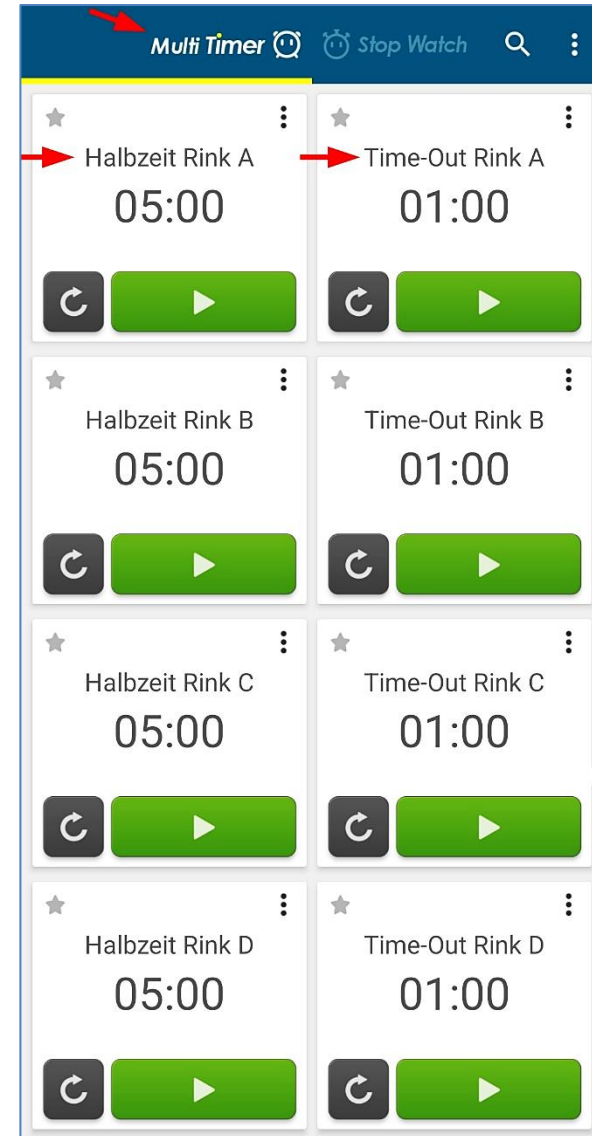 Multi Timer Stop Watch
Halbzeit Rink A
05:00
Time-Out Rink A
01:00
Halbzeit Rink B
05:00
Time-Out Rink B
01:00
Halbzeit Rink C
05:00
Time-Out Rink C
01:00
Halbzeit Rink D
05:00
Time-Out Rink D
01:00